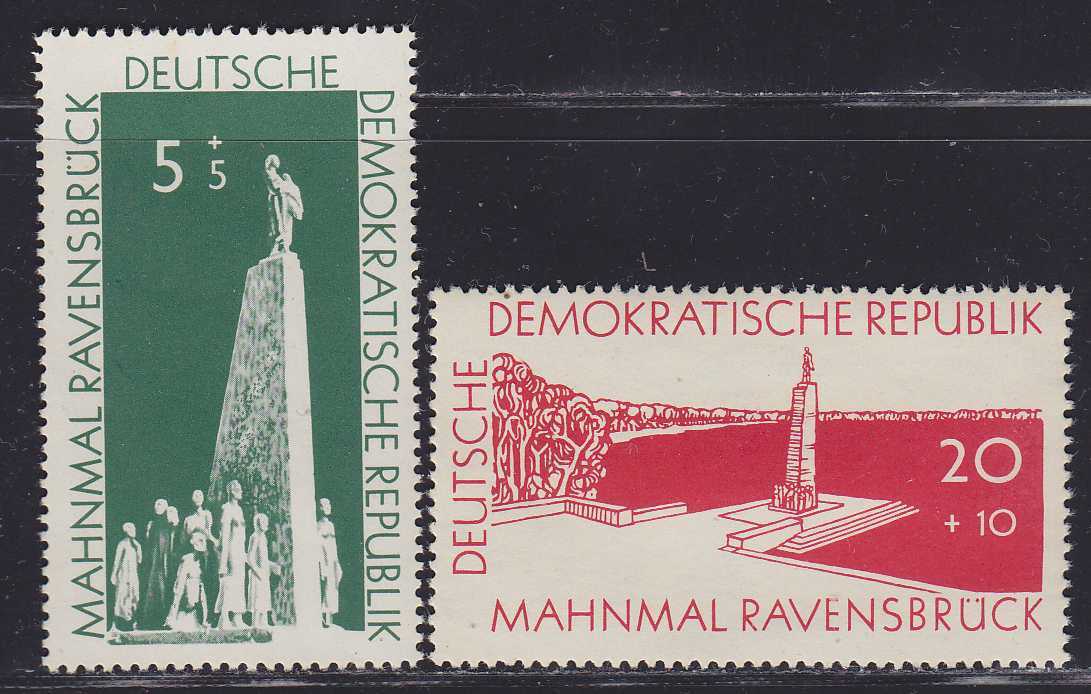 DEUTSCHE
DEMOKRATISCHE REPUBLIK
MAHNMAL RAVENSBRÜCK
5 + 5
DEUTSCHE
DEMOKRATISCHE REPUBLIK
20
+ 10
MAHNMAL RAVENSBRÜCK